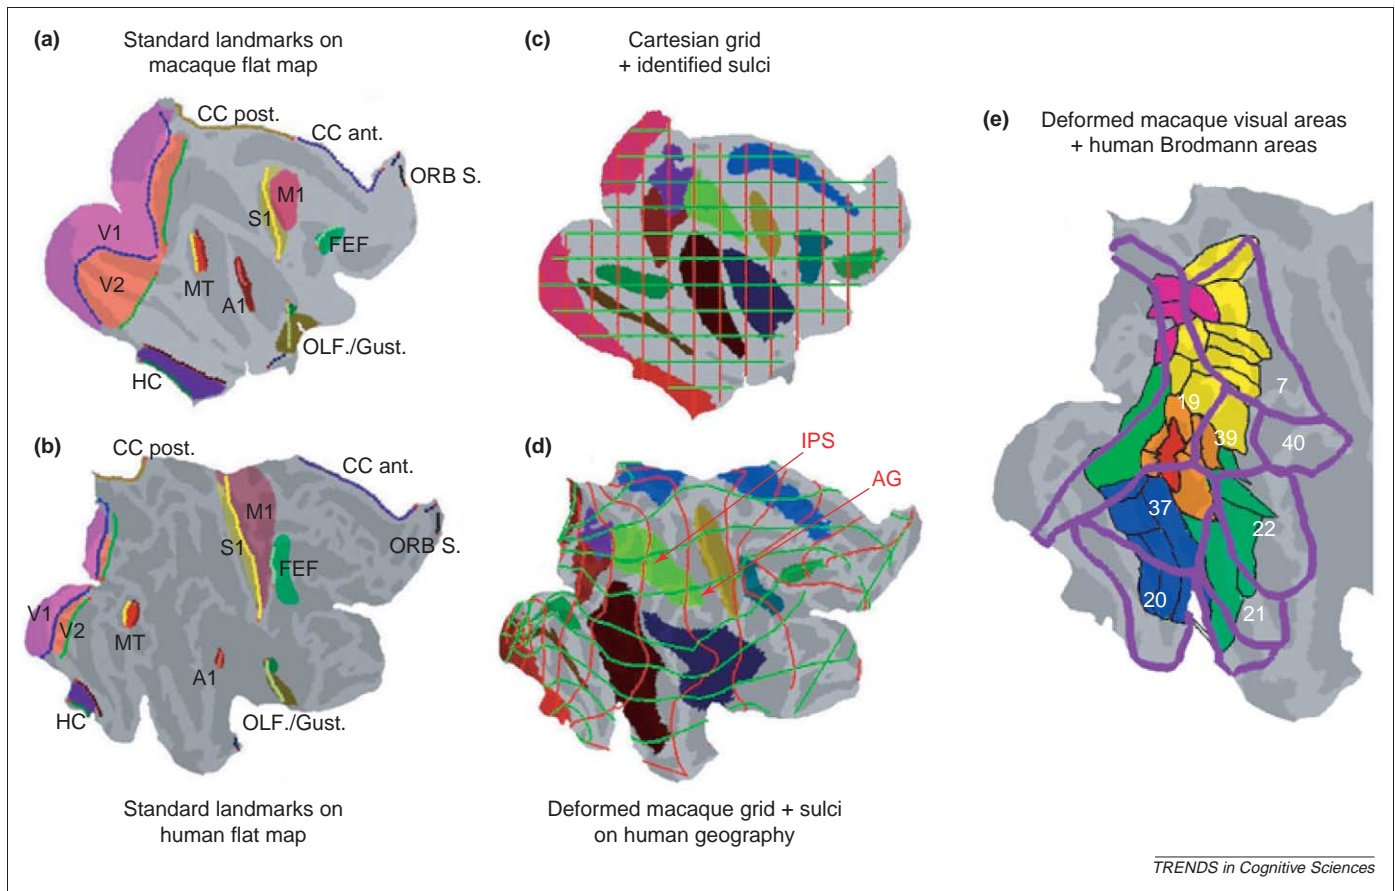 (a)
Standard landmarks on
macaque flat map
CC post.
CC ant.
ORB S.
M1
S1
FEF
V1
V2
MT
A1
OLF./Gust.
HC
(b)
CC post.
CC ant.
M1
S1
FEF
ORB S.
V1
V2
MT
A1
HC
OLF./Gust.
Standard landmarks on
human flat map
(c)
Cartesian grid
+ identified sulci
(d)
IPS
AG
Deformed macaque grid + sulci
on human geography
(e)
Deformed macaque visual areas
+ human Brodmann areas
7
19
39
40
37
22
20
21
TRENDS in Cognitive Sciences